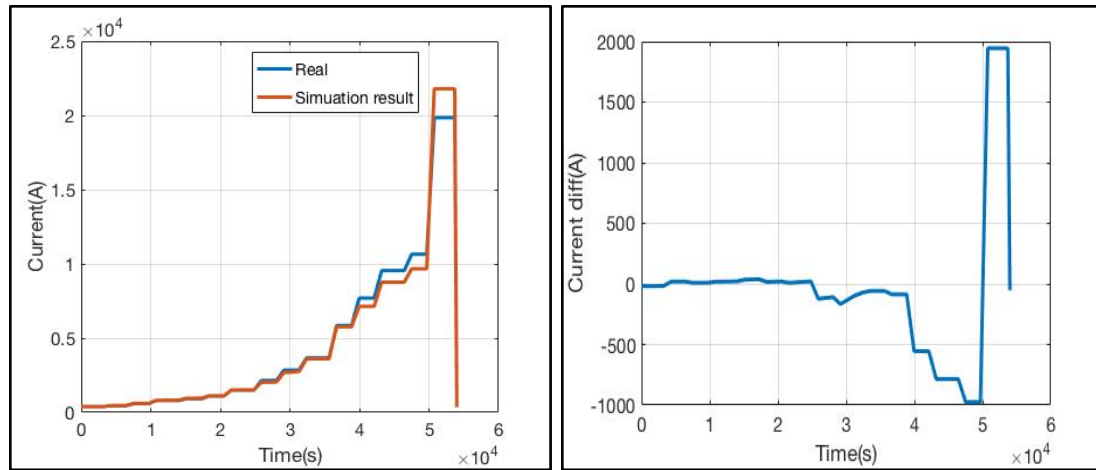 ×10⁴
2.5
2
1.5
1
0.5
0
Current(A)
Real
Simuation result
0 1 2 3 4 5 6
Time(s)
×10⁴
2000
1500
1000
500
0
-500
-1000
Current diff(A)
0 1 2 3 4 5 6
Time(s)
×10⁴